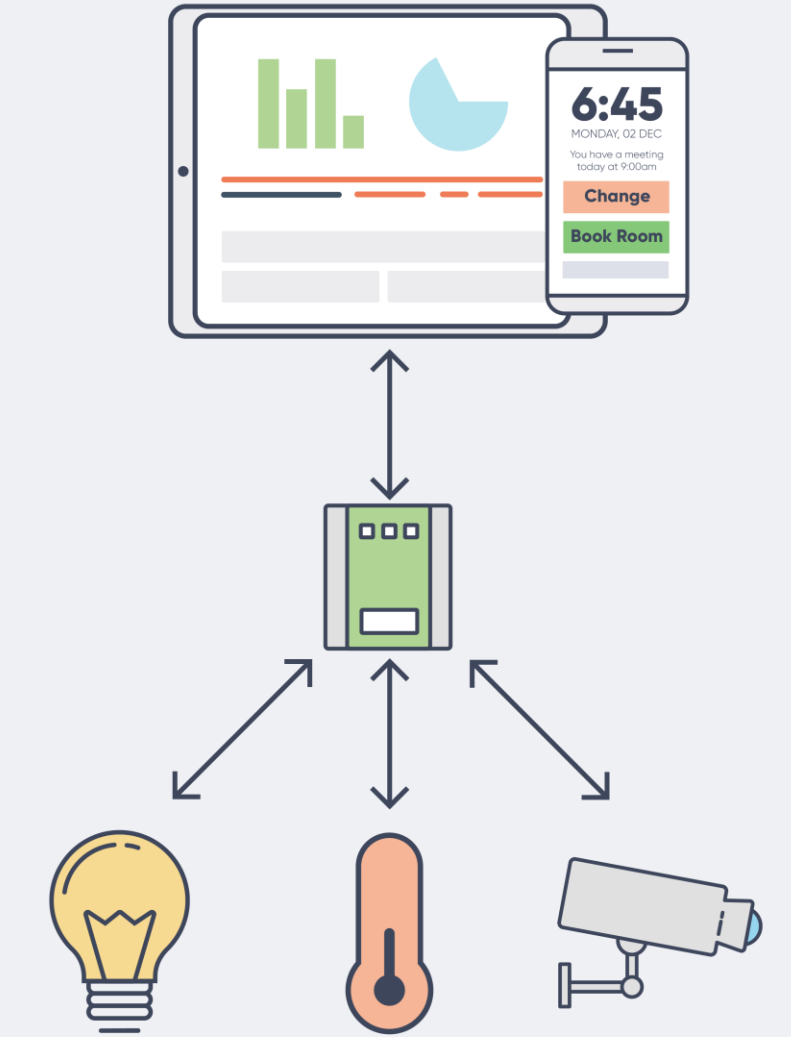 6:45
MONDAY, 02 DEC
You have a meeting
today at 9:00am
Change
Book Room